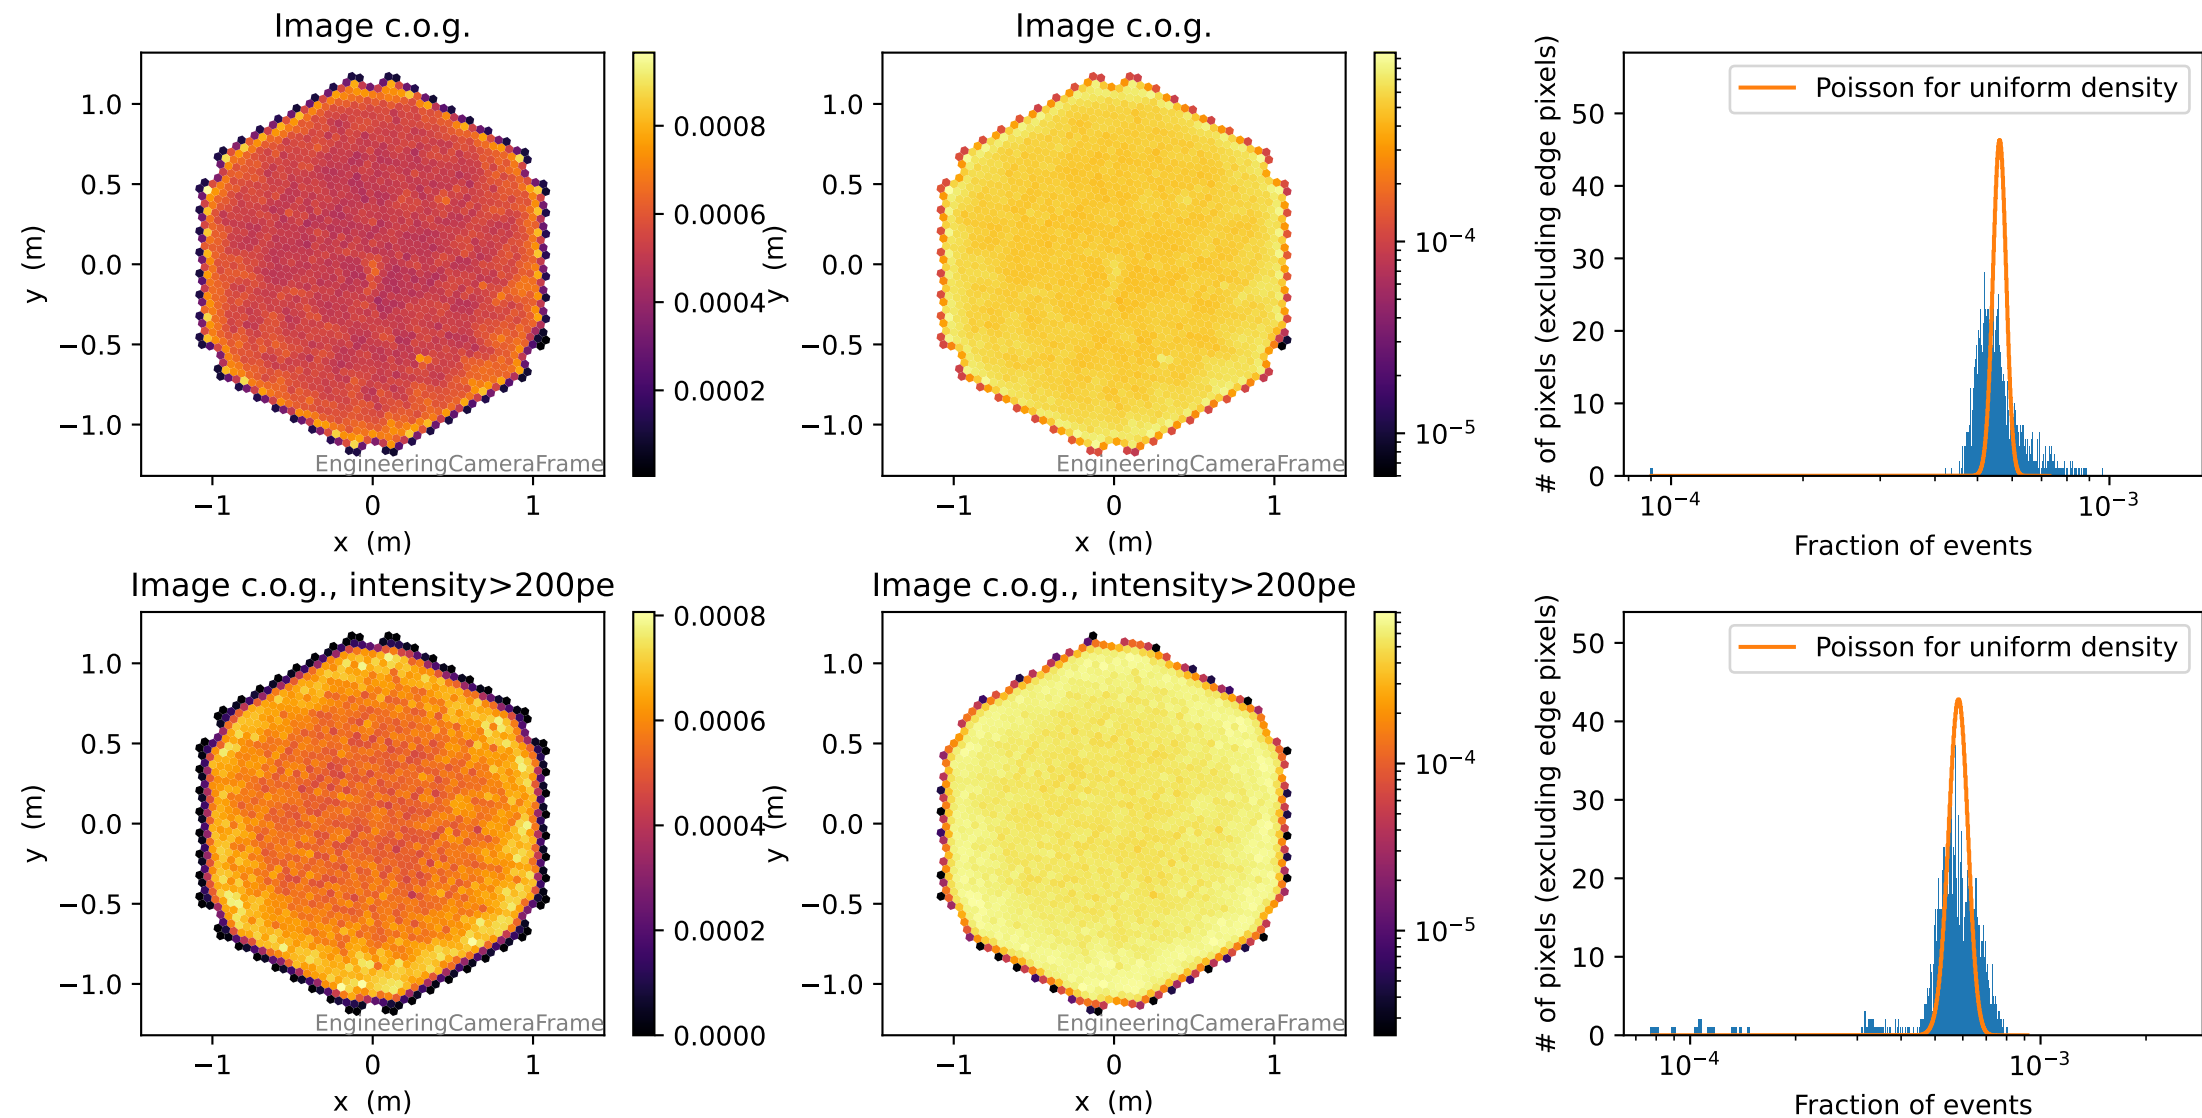 Image c.o.g.
y (m)
1.0
0.5
0.0
−0.5
−1.0
−1
0
1
x (m)
EngineeringCameraFrame
0.0008
0.0006
0.0004
0.0002
Image c.o.g.
y (m)
1.0
0.5
0.0
−0.5
−1.0
−1
0
1
x (m)
EngineeringCameraFrame
10⁻⁴
10⁻⁵
# of pixels (excluding edge pixels)
50
40
30
20
10
0
Poisson for uniform density
10⁻⁴
10⁻³
Fraction of events
Image c.o.g., intensity>200pe
y (m)
1.0
0.5
0.0
−0.5
−1.0
−1
0
1
x (m)
EngineeringCameraFrame
0.0008
0.0006
0.0004
0.0002
0.0000
Image c.o.g., intensity>200pe
y (m)
1.0
0.5
0.0
−0.5
−1.0
−1
0
1
x (m)
EngineeringCameraFrame
10⁻⁴
10⁻⁵
# of pixels (excluding edge pixels)
50
40
30
20
10
0
Poisson for uniform density
10⁻⁴
10⁻³
Fraction of events